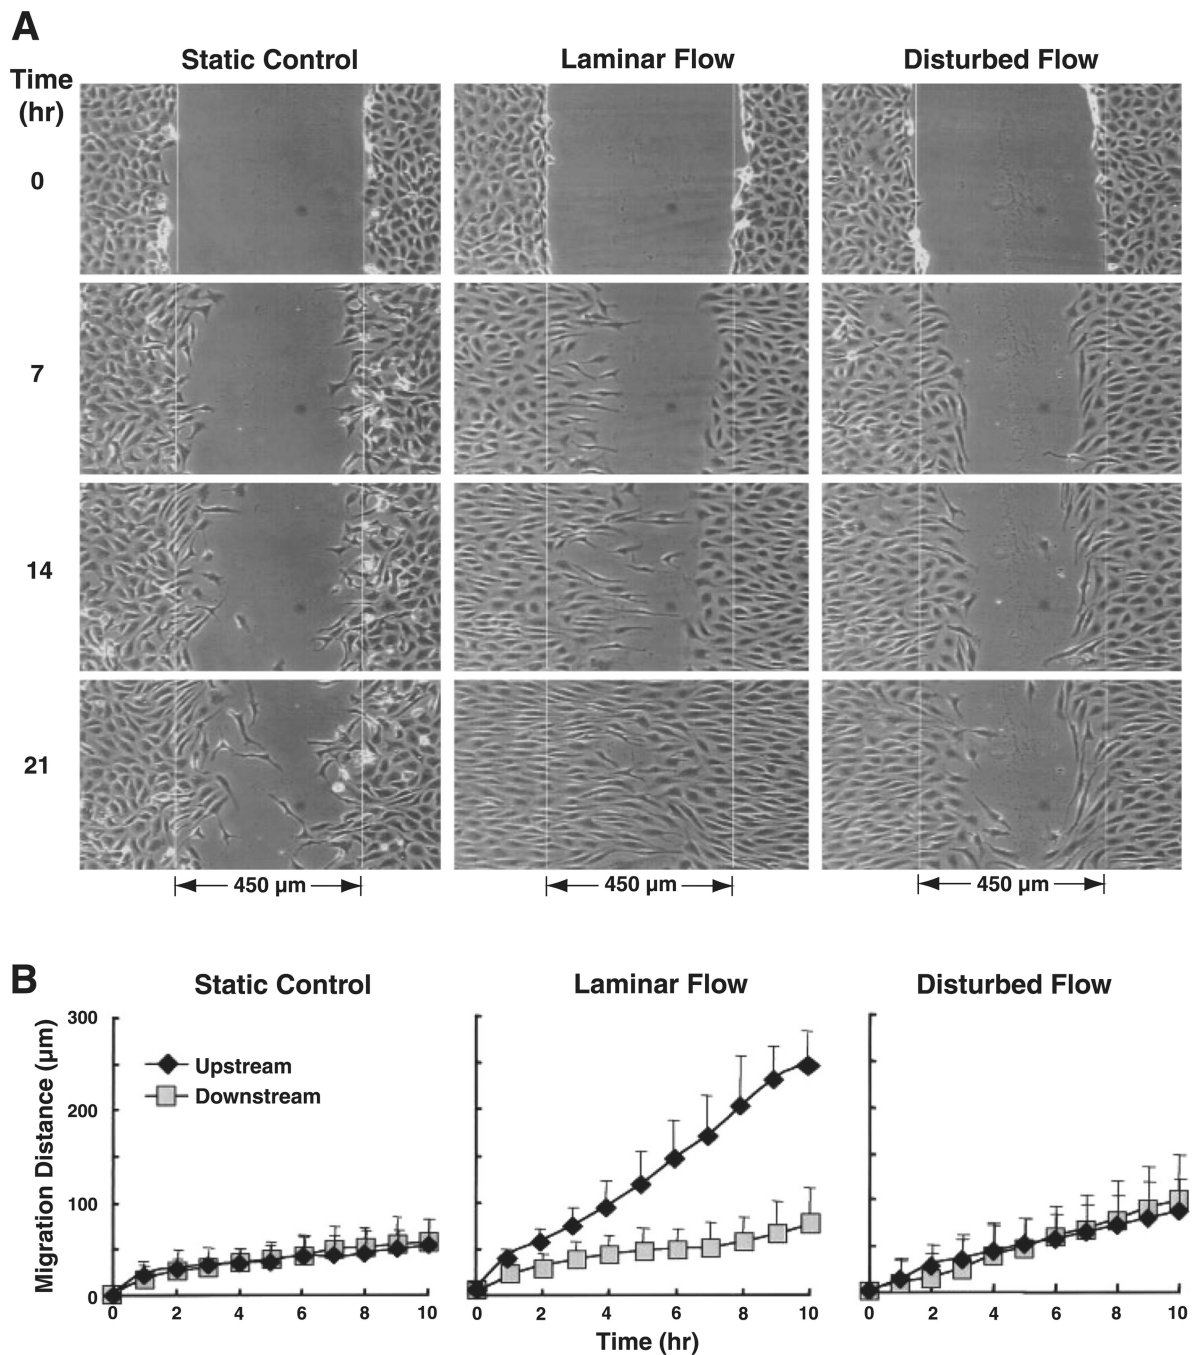 A
Static Control
Laminar Flow
Disturbed Flow
Time
(hr)
0
7
14
21
450 µm
450 µm
450 µm
B
Static Control
Laminar Flow
Disturbed Flow
Migration Distance (µm)
300
200
100
0
Upstream
Downstream
0 2 4 6 8 10
0 2 4 6 8 10
0 2 4 6 8 10
Time (hr)